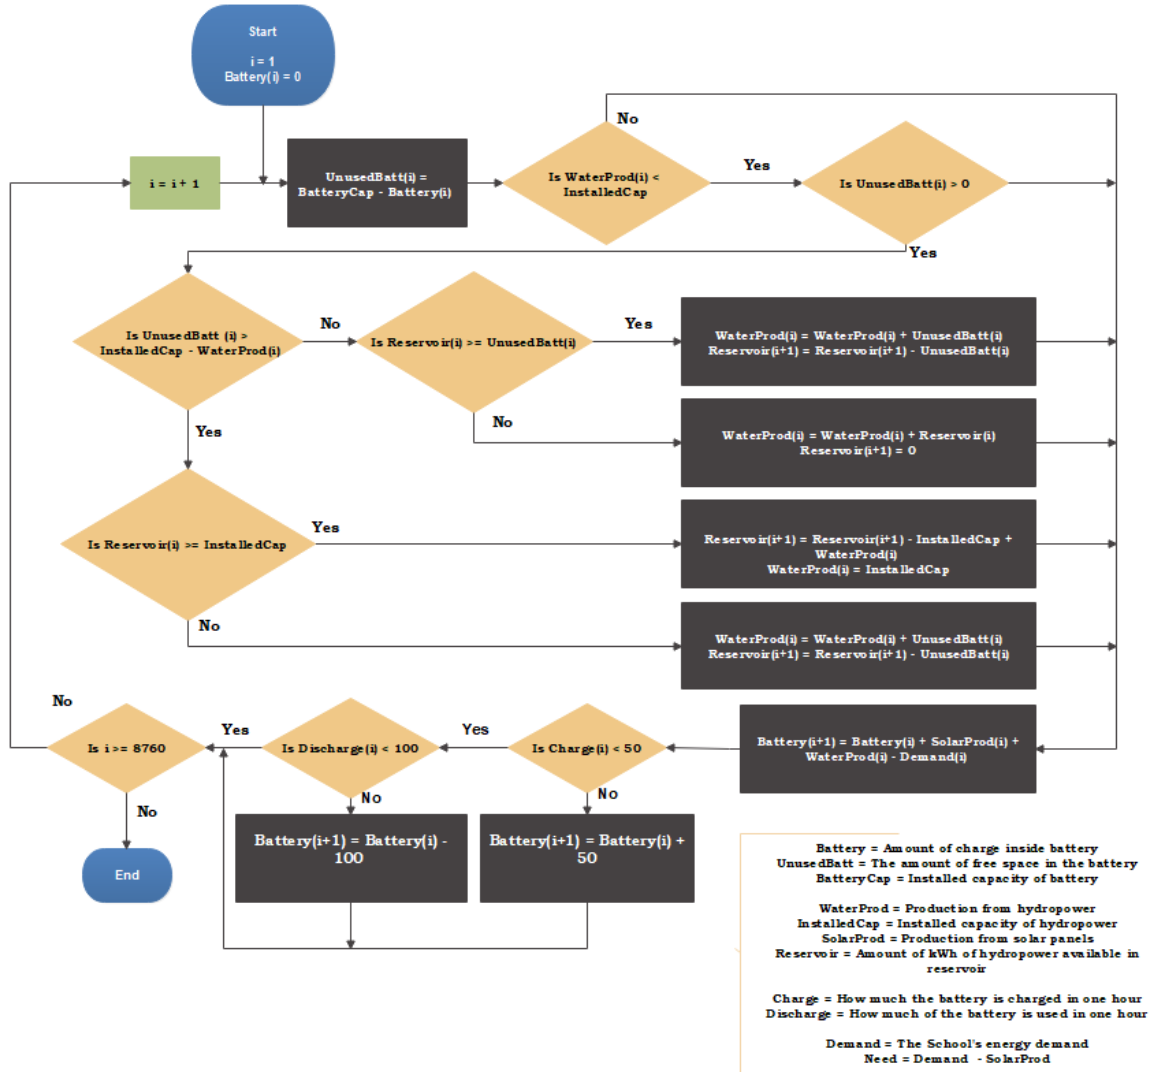 Start
i = 1
Battery(i) = 0
No
i = i + 1
UnusedBatt(i) =
BatteryCap - Battery(i)
Is WaterProd(i) <
InstalledCap
Yes
Is UnusedBatt(i) > 0
Yes
Is UnusedBatt (i) >
InstalledCap - WaterProd(i)
No
Is Reservoir(i) >= UnusedBatt(i)
Yes
WaterProd(i) = WaterProd(i) + UnusedBatt(i)
Reservoir(i+1) = Reservoir(i+1) - UnusedBatt(i)
Yes
No
WaterProd(i) = WaterProd(i) + Reservoir(i)
Reservoir(i+1) = 0
Is Reservoir(i) >= InstalledCap
Yes
Reservoir(i+1) = Reservoir(i+1) - InstalledCap +
WaterProd(i)
WaterProd(i) = InstalledCap
No
WaterProd(i) = WaterProd(i) + UnusedBatt(i)
Reservoir(i+1) = Reservoir(i+1) - UnusedBatt(i)
No
Is i >= 8760
Yes
Is Discharge(i) < 100
Yes
Is Charge(i) < 50
Battery(i+1) = Battery(i) + SolarProd(i) +
WaterProd(i) - Demand(i)
No
No
No
Battery(i+1) = Battery(i) -
100
Battery(i+1) = Battery(i) +
50
End
Battery = Amount of charge inside battery
UnusedBatt = The amount of free space in the battery
BatteryCap = Installed capacity of battery
WaterProd = Production from hydropower
InstalledCap = Installed capacity of hydropower
SolarProd = Production from solar panels
Reservoir = Amount of kWh of hydropower available in
reservoir
Charge = How much the battery is charged in one hour
Discharge = How much of the battery is used in one hour
Demand = The School's energy demand
Need = Demand - SolarProd